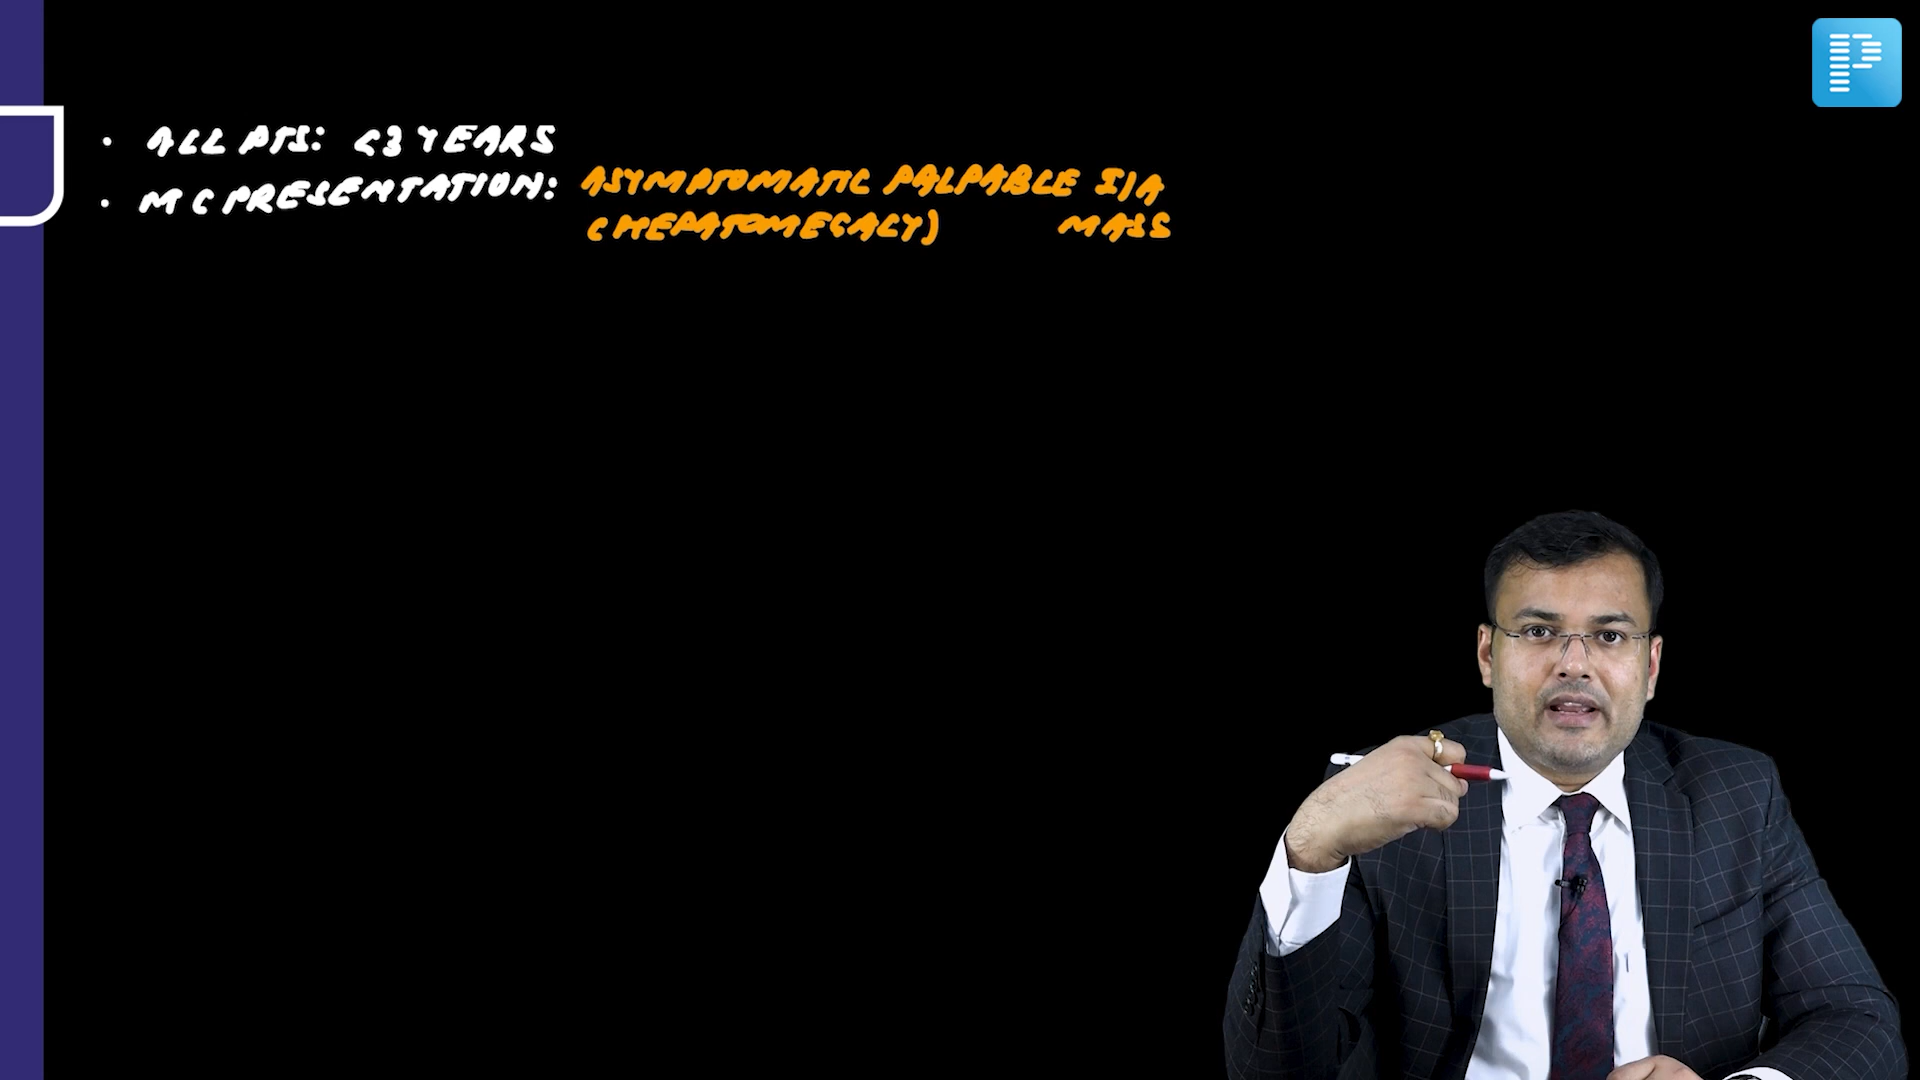 • ALL PTS: <3 YEARS
• MC PRESENTATION: ASYMPTOMATIC PALPABLE I/A
(HEPATOMEGALY) MASS